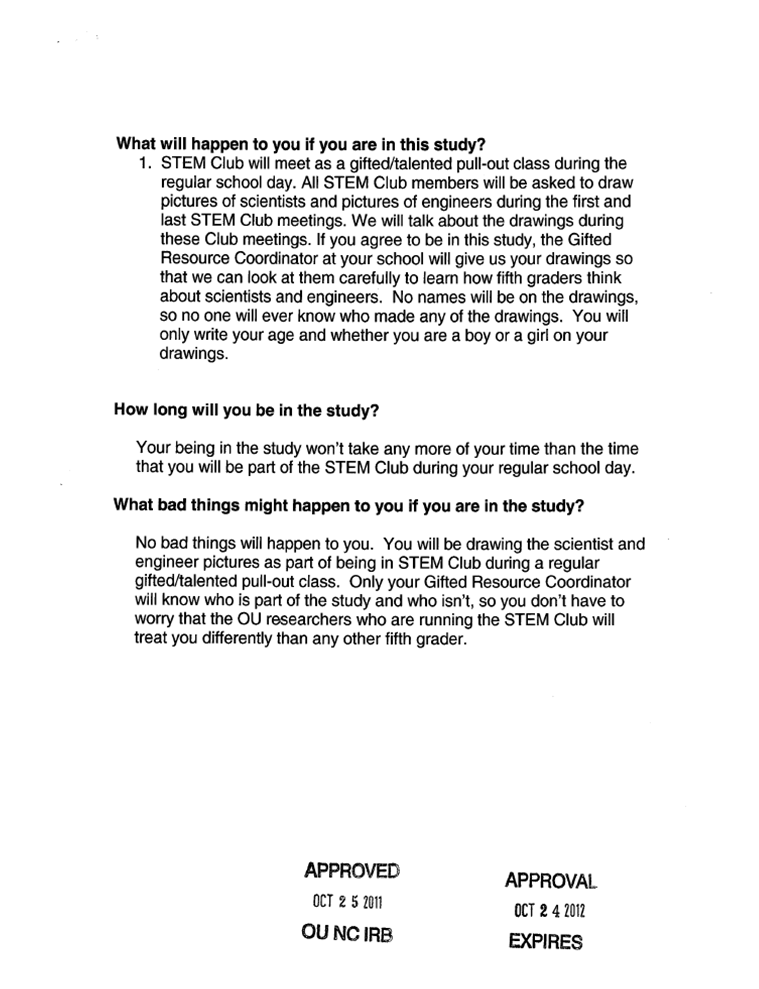 What will happen to you if you are in this study?
1. STEM Club will meet as a gifted/talented pull-out class during the
regular school day. All STEM Club members will be asked to draw
pictures of scientists and pictures of engineers during the first and
last STEM Club meetings. We will talk about the drawings during
these Club meetings. If you agree to be in this study, the Gifted
Resource Coordinator at your school will give us your drawings so
that we can look at them carefully to learn how fifth graders think
about scientists and engineers. No names will be on the drawings,
so no one will ever know who made any of the drawings. You will
only write your age and whether you are a boy or a girl on your
drawings.
How long will you be in the study?
Your being in the study won't take any more of your time than the time
that you will be part of the STEM Club during your regular school day.
What bad things might happen to you if you are in the study?
No bad things will happen to you. You will be drawing the scientist and
engineer pictures as part of being in STEM Club during a regular
gifted/talented pull-out class. Only your Gifted Resource Coordinator
will know who is part of the study and who isn't, so you don't have to
worry that the OU researchers who are running the STEM Club will
treat you differently than any other fifth grader.
APPROVED
OCT 25 2011
OU NC IRB
APPROVAL
OCT 24 2012
EXPIRES